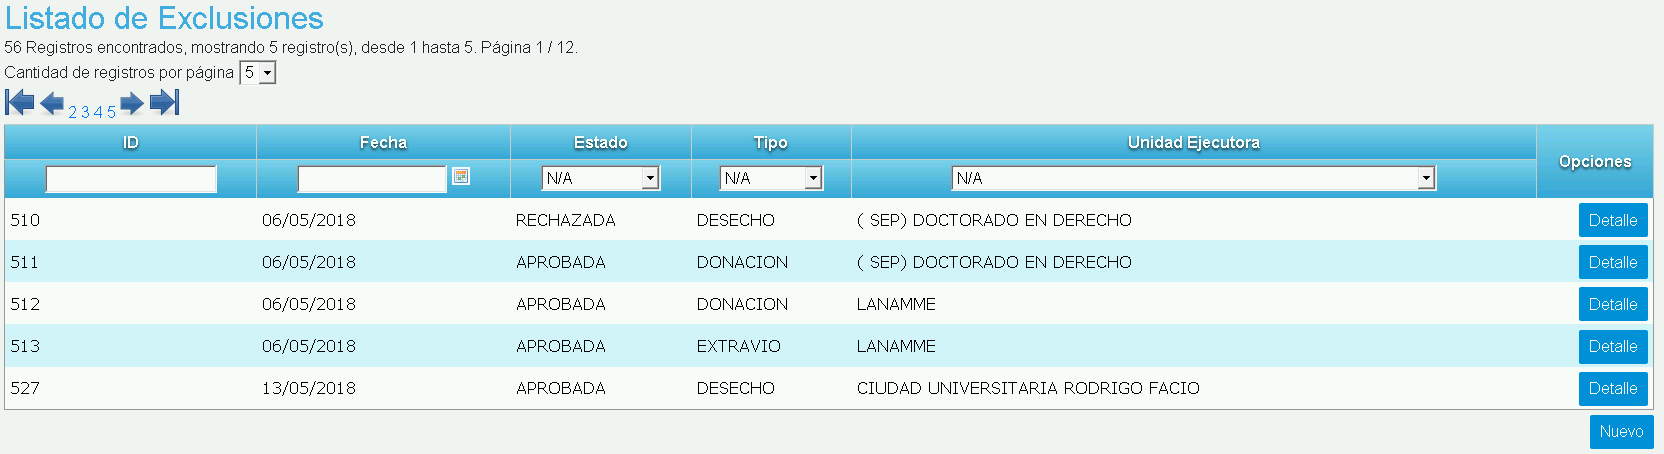 Listado de Exclusiones
56 Registros encontrados, mostrando 5 registro(s), desde 1 hasta 5. Página 1 / 12.
Cantidad de registros por página 5
2 3 4 5
ID Fecha Estado Tipo Unidad Ejecutora Opciones
N/A N/A N/A
510 06/05/2018 RECHAZADA DESECHO ( SEP) DOCTORADO EN DERECHO Detalle
511 06/05/2018 APROBADA DONACION ( SEP) DOCTORADO EN DERECHO Detalle
512 06/05/2018 APROBADA DONACION LANAMME Detalle
513 06/05/2018 APROBADA EXTRAVIO LANAMME Detalle
527 13/05/2018 APROBADA DESECHO CIUDAD UNIVERSITARIA RODRIGO FACIO Detalle
Nuevo